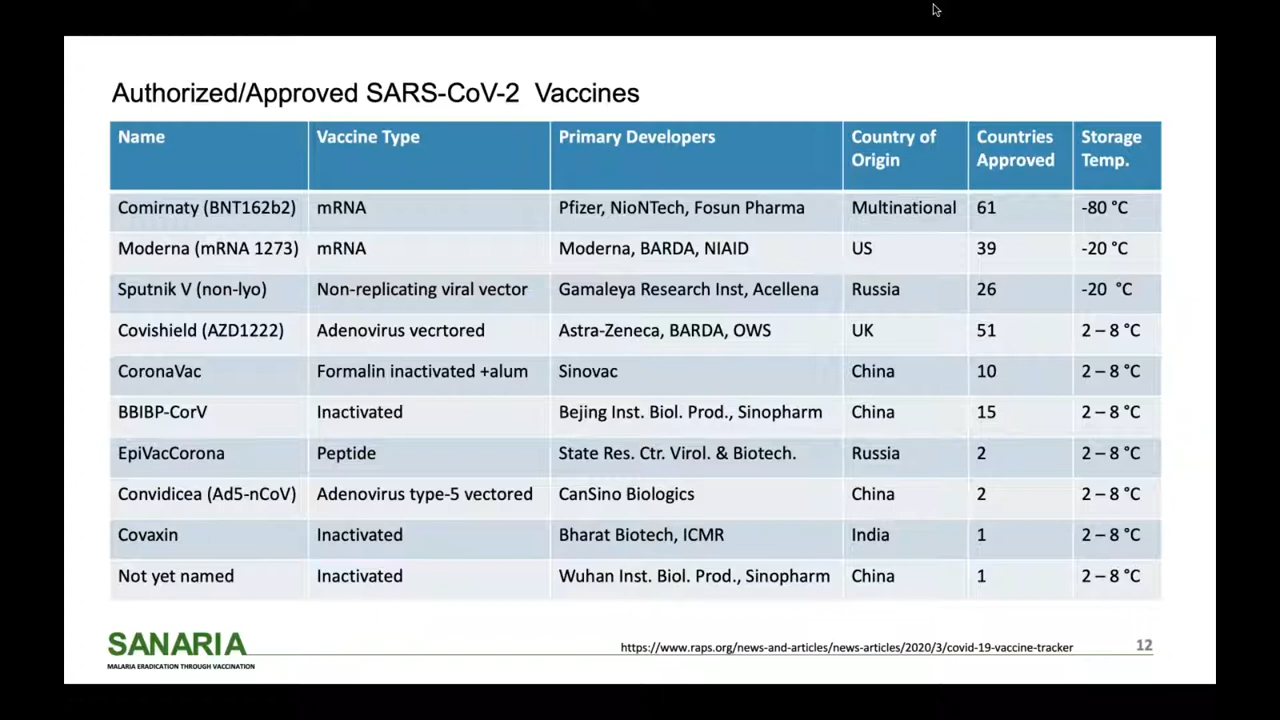 Authorized/Approved SARS-CoV-2 Vaccines
Name Vaccine Type Primary Developers Country of Origin Countries Approved Storage Temp.
Comirnaty (BNT162b2) mRNA Pfizer, NioNTech, Fosun Pharma Multinational 61 -80 °C
Moderna (mRNA 1273) mRNA Moderna, BARDA, NIAID US 39 -20 °C
Sputnik V (non-lyo) Non-replicating viral vector Gamaleya Research Inst, Acellena Russia 26 -20 °C
Covishield (AZD1222) Adenovirus vecrtored Astra-Zeneca, BARDA, OWS UK 51 2 – 8 °C
CoronaVac Formalin inactivated +alum Sinovac China 10 2 – 8 °C
BBIBP-CorV Inactivated Bejing Inst. Biol. Prod., Sinopharm China 15 2 – 8 °C
EpiVacCorona Peptide State Res. Ctr. Virol. & Biotech. Russia 2 2 – 8 °C
Convidicea (Ad5-nCoV) Adenovirus type-5 vectored CanSino Biologics China 2 2 – 8 °C
Covaxin Inactivated Bharat Biotech, ICMR India 1 2 – 8 °C
Not yet named Inactivated Wuhan Inst. Biol. Prod., Sinopharm China 1 2 – 8 °C
SANARIA
MALARIA ERADICATION THROUGH VACCINATION
https://www.raps.org/news-and-articles/news-articles/2020/3/covid-19-vaccine-tracker
12